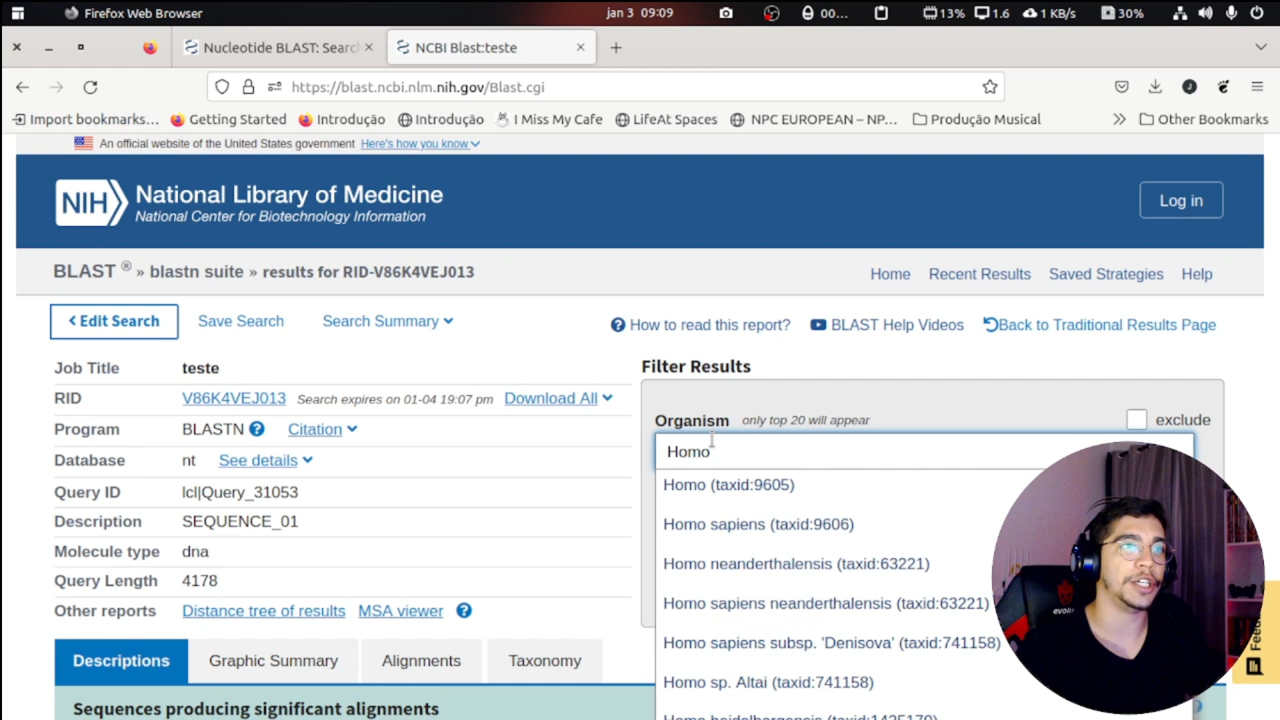 Firefox Web Browser
jan 3 09:09
00...
13%
1.6
1 KB/s
30%
Nucleotide BLAST: Searc
NCBI Blast:teste
https://blast.ncbi.nlm.nih.gov/Blast.cgi
Import bookmarks...
Getting Started
Introdução
Introdução
I Miss My Cafe
LifeAt Spaces
NPC EUROPEAN – NP...
Produção Musical
Other Bookmarks
An official website of the United States government
Here's how you know
NIH
National Library of Medicine
National Center for Biotechnology Information
Log in
BLAST ® » blastn suite » results for RID-V86K4VEJ013
Home
Recent Results
Saved Strategies
Help
Edit Search
Save Search
Search Summary
How to read this report?
BLAST Help Videos
Back to Traditional Results Page
Job Title teste
RID V86K4VEJ013 Search expires on 01-04 19:07 pm Download All
Program BLASTN Citation
Database nt See details
Query ID lcl|Query_31053
Description SEQUENCE_01
Molecule type dna
Query Length 4178
Other reports Distance tree of results MSA viewer
Filter Results
Organism only top 20 will appear
exclude
Homo
Homo (taxid:9605)
Homo sapiens (taxid:9606)
Homo neanderthalensis (taxid:63221)
Homo sapiens neanderthalensis (taxid:63221)
Homo sapiens subsp. 'Denisova' (taxid:741158)
Homo sp. Altai (taxid:741158)
Homo heidelbergensis (taxid:1425170)
Descriptions
Graphic Summary
Alignments
Taxonomy
Sequences producing significant alignments